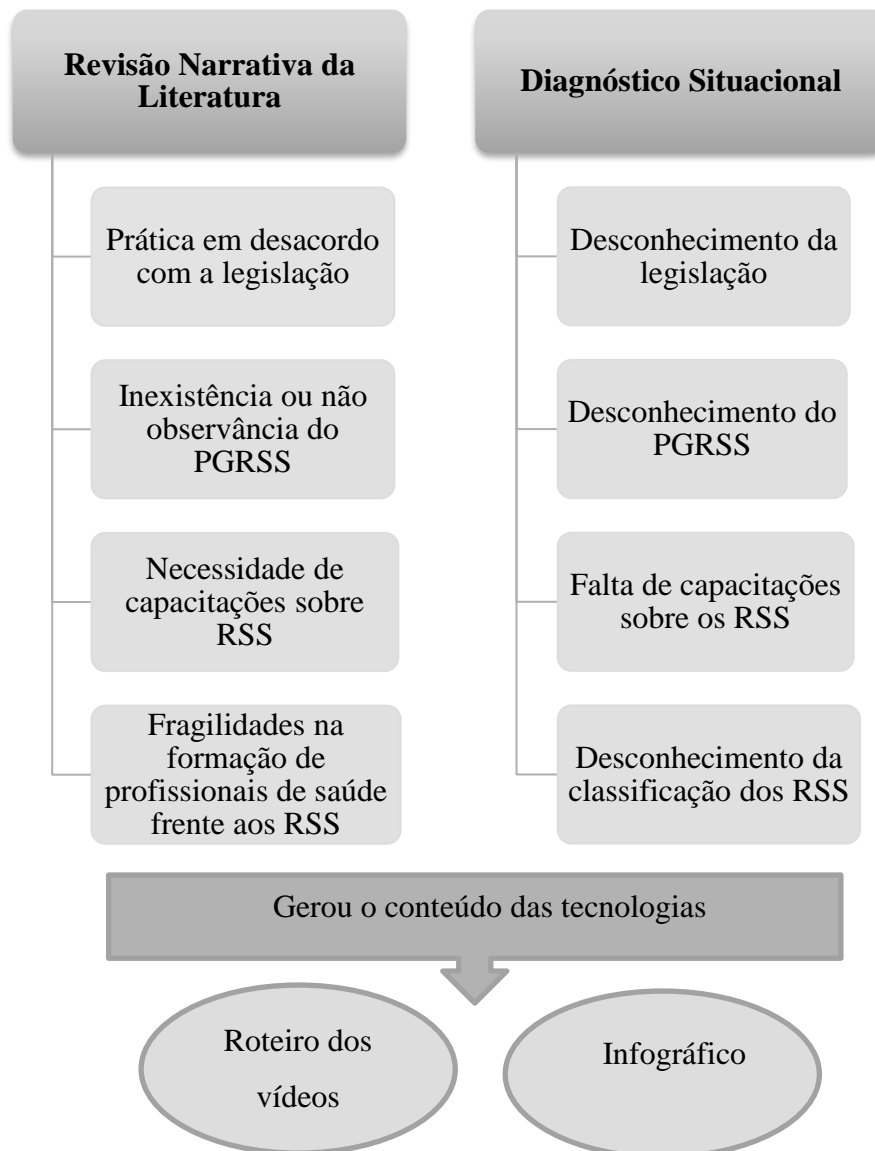 Revisão Narrativa da
Literatura
Prática em desacordo
com a legislação
Inexistência ou não
observância do
PGRSS
Necessidade de
capacitações sobre
RSS
Fragilidades na
formação de
profissionais de saúde
frente aos RSS
Diagnóstico Situacional
Desconhecimento da
legislação
Desconhecimento do
PGRSS
Falta de capacitações
sobre os RSS
Desconhecimento da
classificação dos RSS
Gerou o conteúdo das tecnologias
Roteiro dos
vídeos
Infográfico